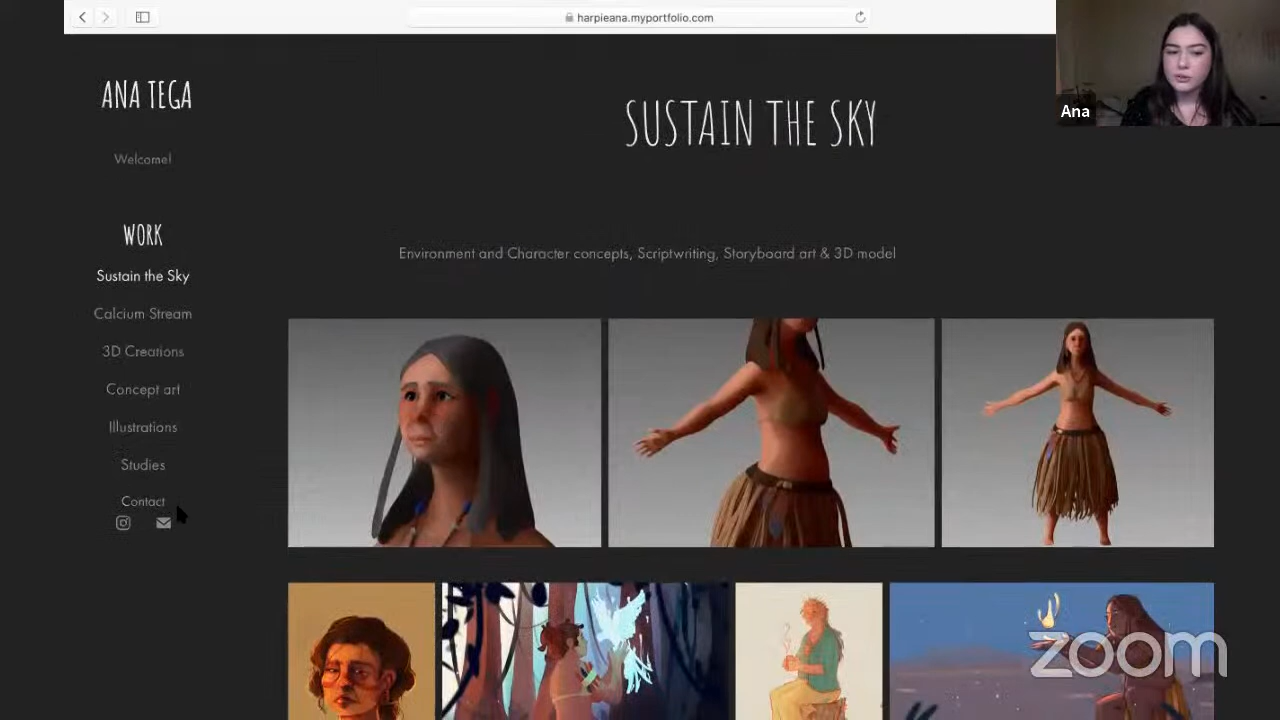 harpieana.myportfolio.com
Ana
ANA TEGA
SUSTAIN THE SKY
Welcome!
WORK
Sustain the Sky
Calcium Stream
3D Creations
Concept art
Illustrations
Studies
Contact
Environment and Character concepts, Scriptwriting, Storyboard art & 3D model
zoom